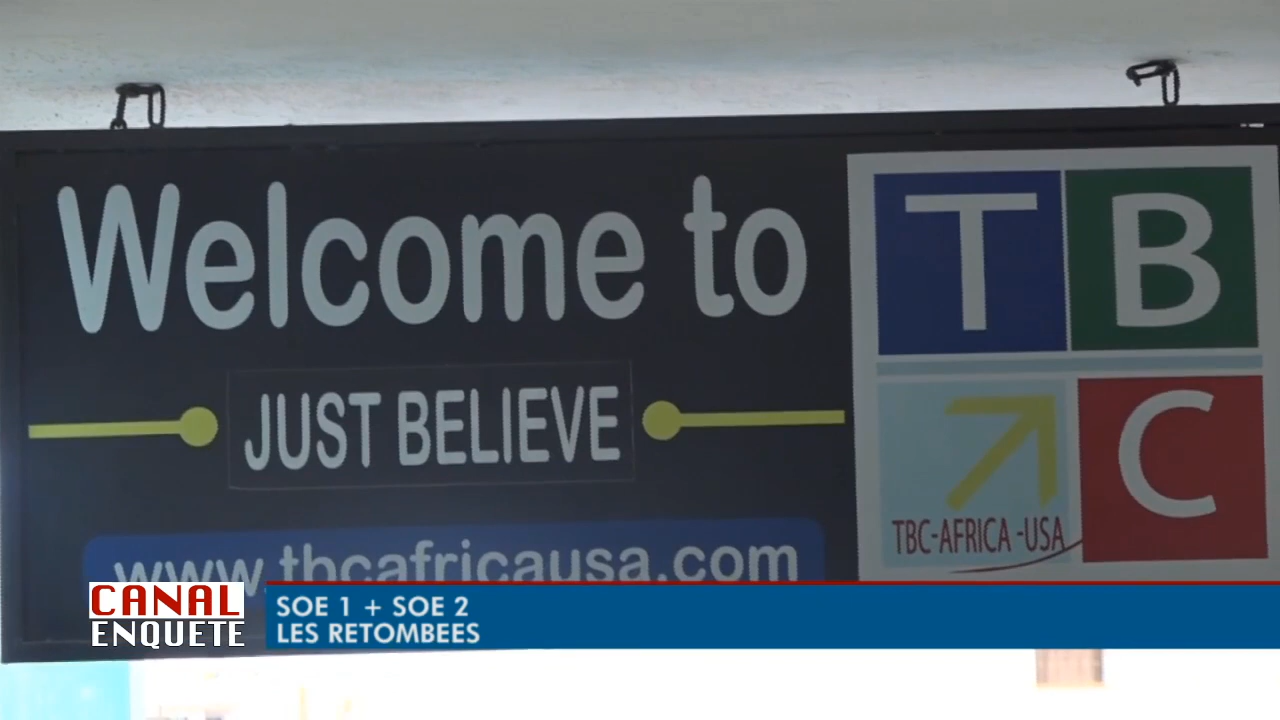 Welcome to
JUST BELIEVE
www.tbcafricausa.com
T B
C
TBC-AFRICA -USA
CANAL
ENQUETE
SOE 1 + SOE 2
LES RETOMBEES